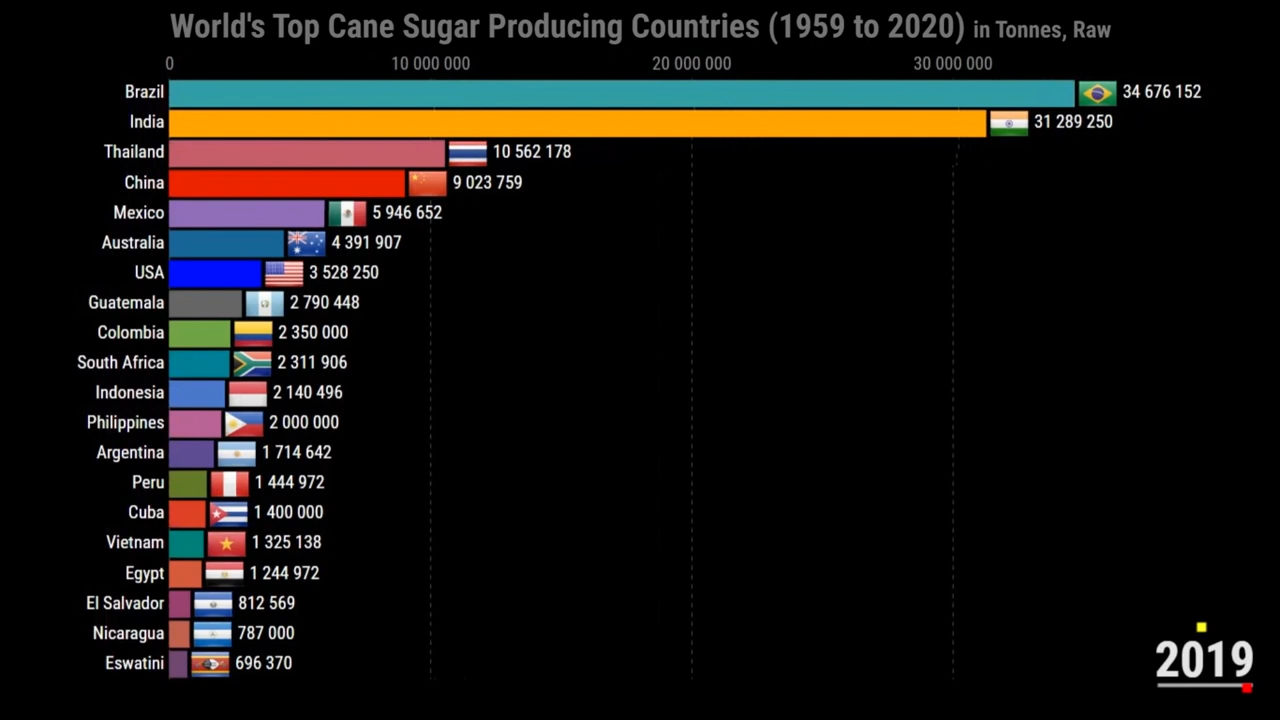 World's Top Cane Sugar Producing Countries (1959 to 2020) in Tonnes, Raw
0 10 000 000 20 000 000 30 000 000
Brazil 34 676 152
India 31 289 250
Thailand 10 562 178
China 9 023 759
Mexico 5 946 652
Australia 4 391 907
USA 3 528 250
Guatemala 2 790 448
Colombia 2 350 000
South Africa 2 311 906
Indonesia 2 140 496
Philippines 2 000 000
Argentina 1 714 642
Peru 1 444 972
Cuba 1 400 000
Vietnam 1 325 138
Egypt 1 244 972
El Salvador 812 569
Nicaragua 787 000
Eswatini 696 370
2019